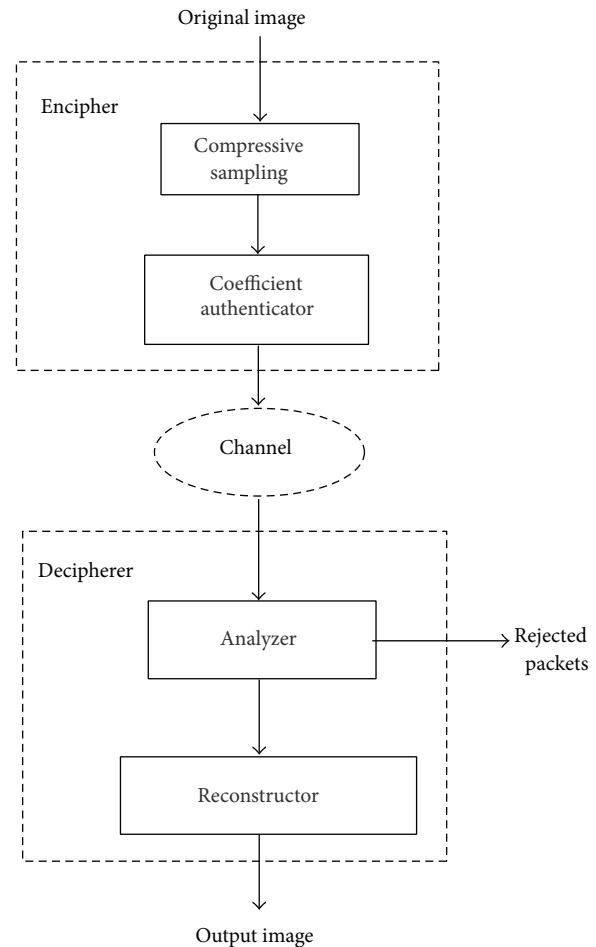 Original image
Encipher
Compressive
sampling
Coefficient
authenticator
Channel
Decipherer
Analyzer
Rejected
packets
Reconstructor
Output image